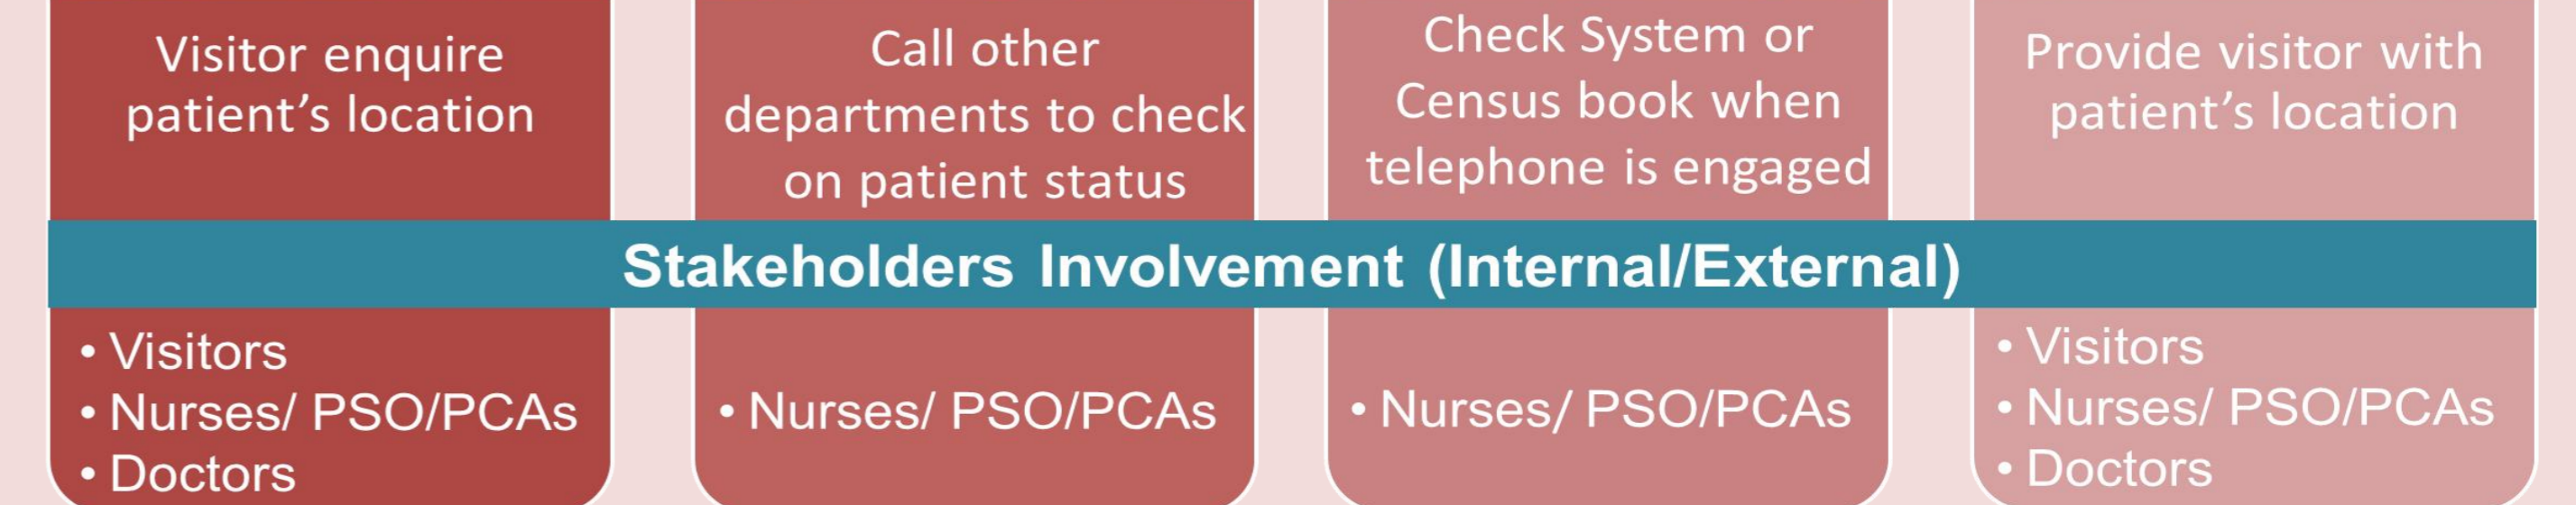 Visitor enquire
patient's location
Call other
departments to check
on patient status
Check System or
Census book when
telephone is engaged
Provide visitor with
patient's location
Stakeholders Involvement (Internal/External)
• Visitors
• Nurses/ PSO/PCAs
• Doctors
• Nurses/ PSO/PCAs
• Nurses/ PSO/PCAs
• Visitors
• Nurses/ PSO/PCAs
• Doctors